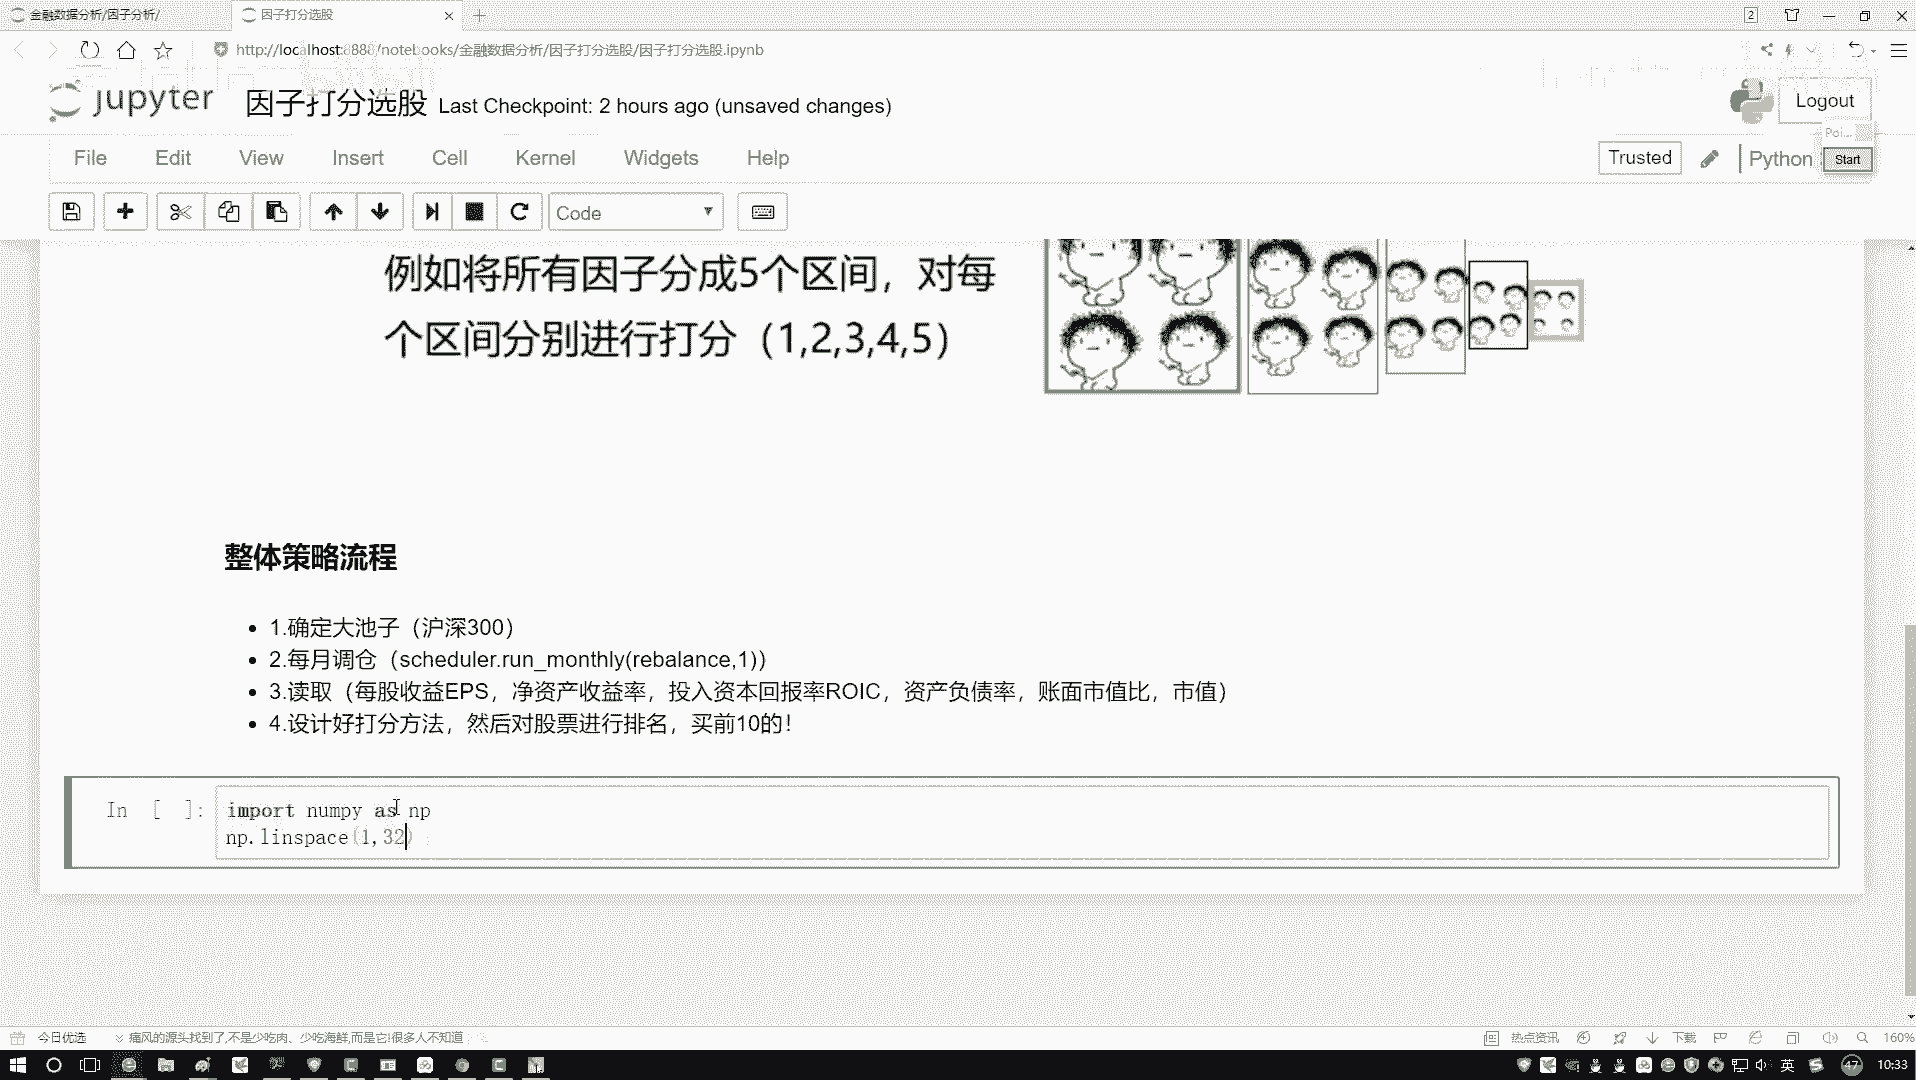 金融数据分析/因子分析/
因子打分选股
2
http://localhost:8888/notebooks/金融数据分析/因子打分选股/因子打分选股.ipynb
jupyter 因子打分选股 Last Checkpoint: 2 hours ago (unsaved changes)
Logout
Poi...
File Edit View Insert Cell Kernel Widgets Help
Trusted
Python
Start
Code
例如将所有因子分成5个区间，对每
个区间分别进行打分（1,2,3,4,5）
整体策略流程
1.确定大池子（沪深300）
2.每月调仓（scheduler.run_monthly(rebalance,1)）
3.读取（每股收益EPS，净资产收益率，投入资本回报率ROIC，资产负债率，账面市值比，市值）
4.设计好打分方法，然后对股票进行排名，买前10的！
In [ ]: import numpy as np
np.linspace(1,32)
今日优选 痛风的源头找到了,不是少吃肉、少吃海鲜,而是它!很多人不知道
热点资讯 下载 160%
英 47 10:33